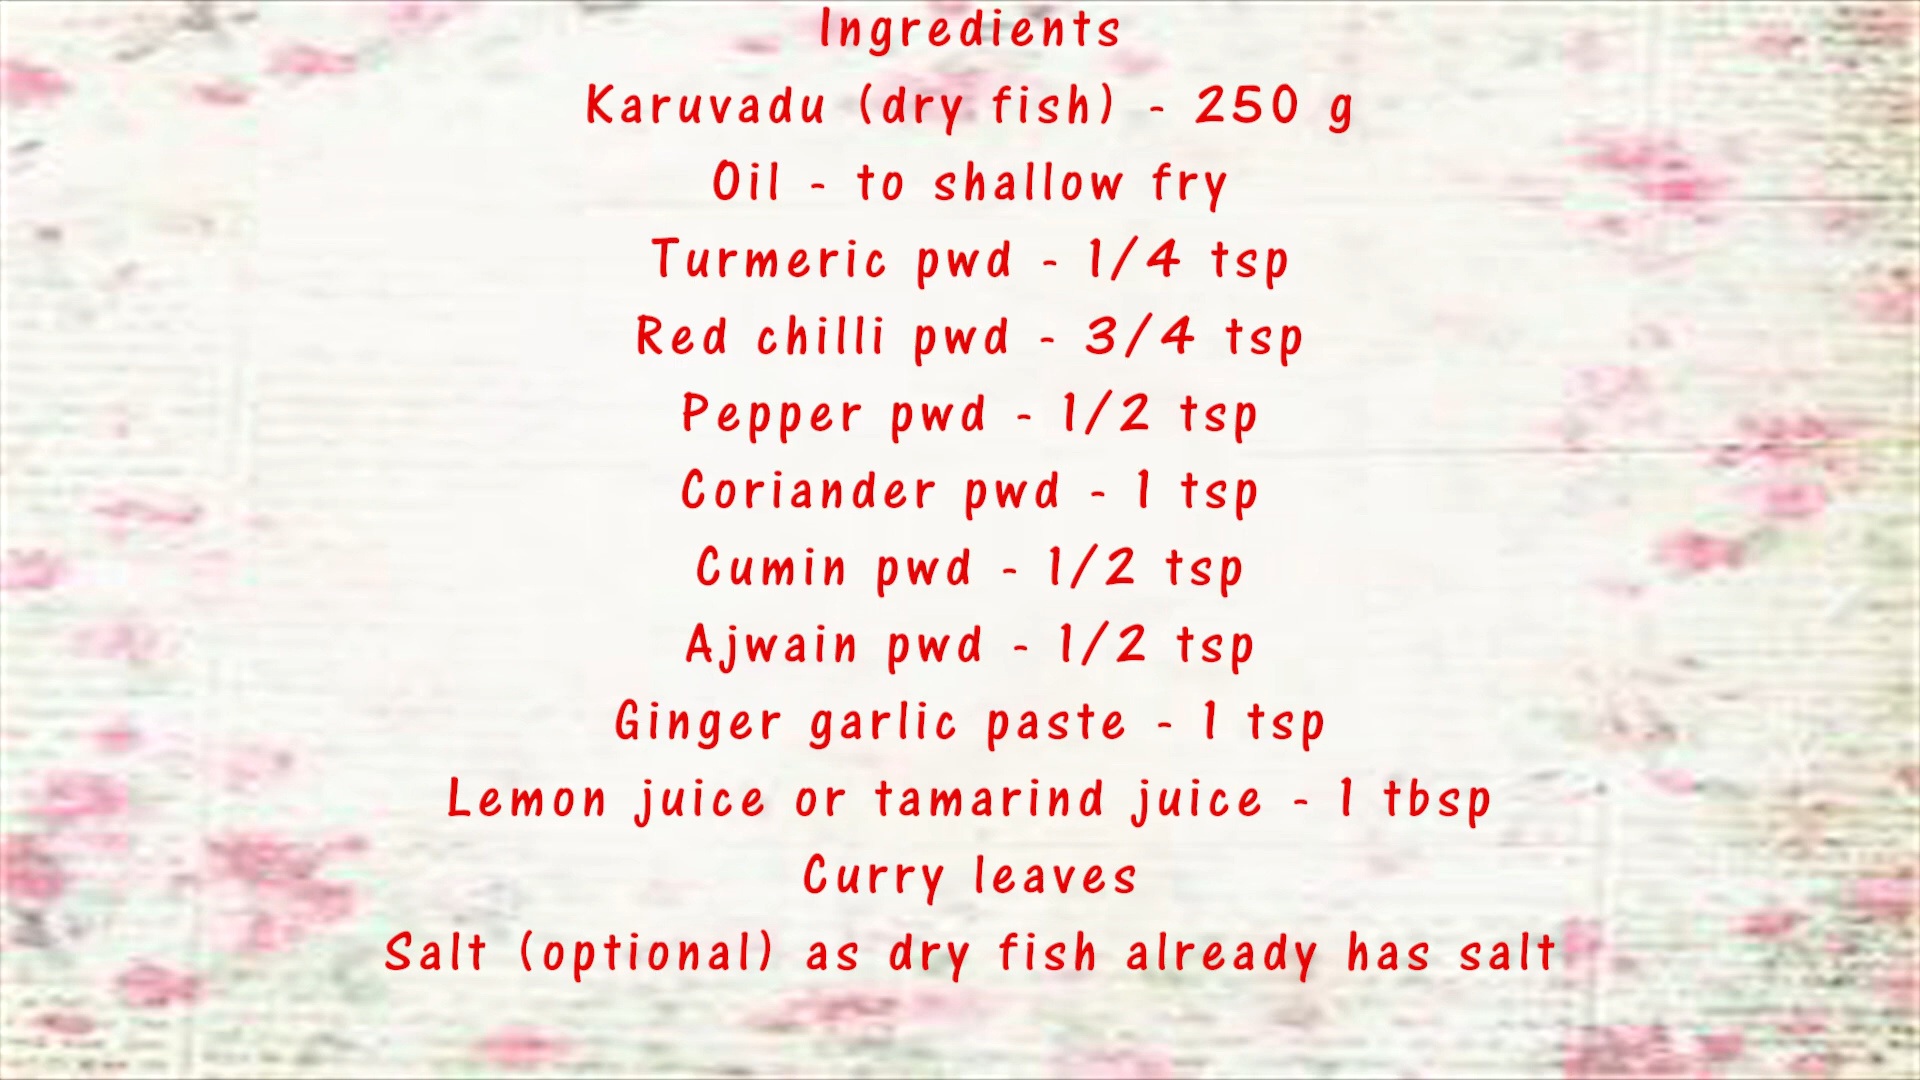 Ingredients
Karuvadu (dry fish) - 250 g
Oil - to shallow fry
Turmeric pwd - 1/4 tsp
Red chilli pwd - 3/4 tsp
Pepper pwd - 1/2 tsp
Coriander pwd - 1 tsp
Cumin pwd - 1/2 tsp
Ajwain pwd - 1/2 tsp
Ginger garlic paste - 1 tsp
Lemon juice or tamarind juice - 1 tbsp
Curry leaves
Salt (optional) as dry fish already has salt